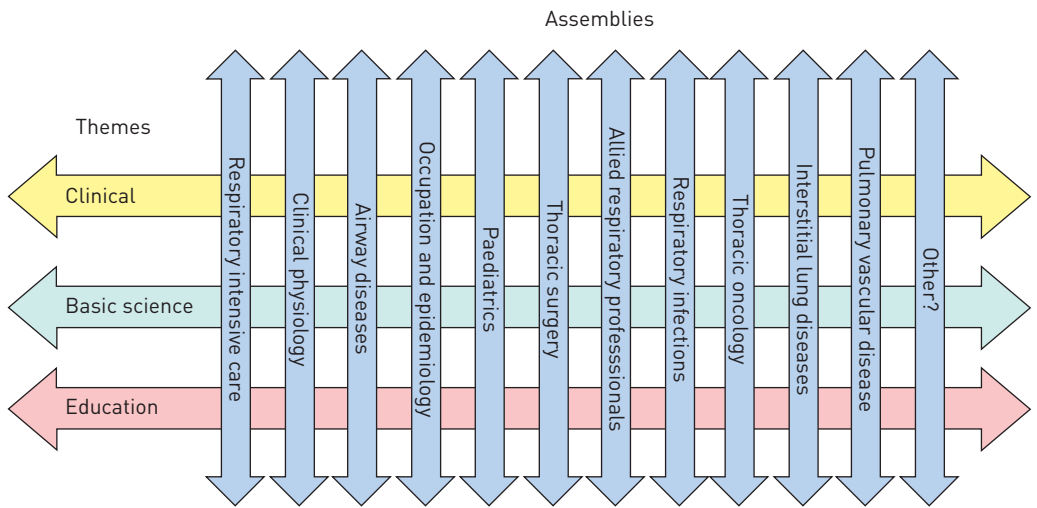 Assemblies
Themes
Clinical
Basic science
Education
Respiratory intensive care
Clinical physiology
Airway diseases
Occupation and epidemiology
Paediatrics
Thoracic surgery
Allied respiratory professsionals
Respiratory infections
Thoracic oncology
Interstitial lung diseases
Pulmonary vascular disease
Other?